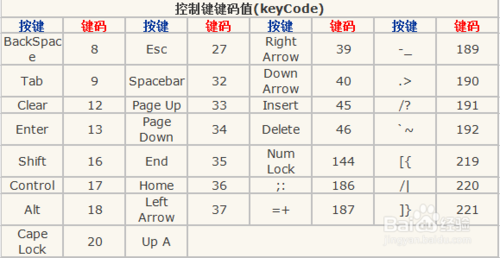 控制键键码值(keyCode)
按键 键码 按键 键码 按键 键码 按键 键码
BackSpac
e 8 Esc 27 Right
Arrow 39 -_ 189
Tab 9 Spacebar 32 Down
Arrow 40 .> 190
Clear 12 Page Up 33 Insert 45 /? 191
Enter 13 Page
Down 34 Delete 46 `~ 192
Shift 16 End 35 Num
Lock 144 [{ 219
Control 17 Home 36 ;: 186 /| 220
Alt 18 Left
Arrow 37 =+ 187 ]} 221
Cape
Lock 20 Up A
Baidu经验
jingyan.baidu.com